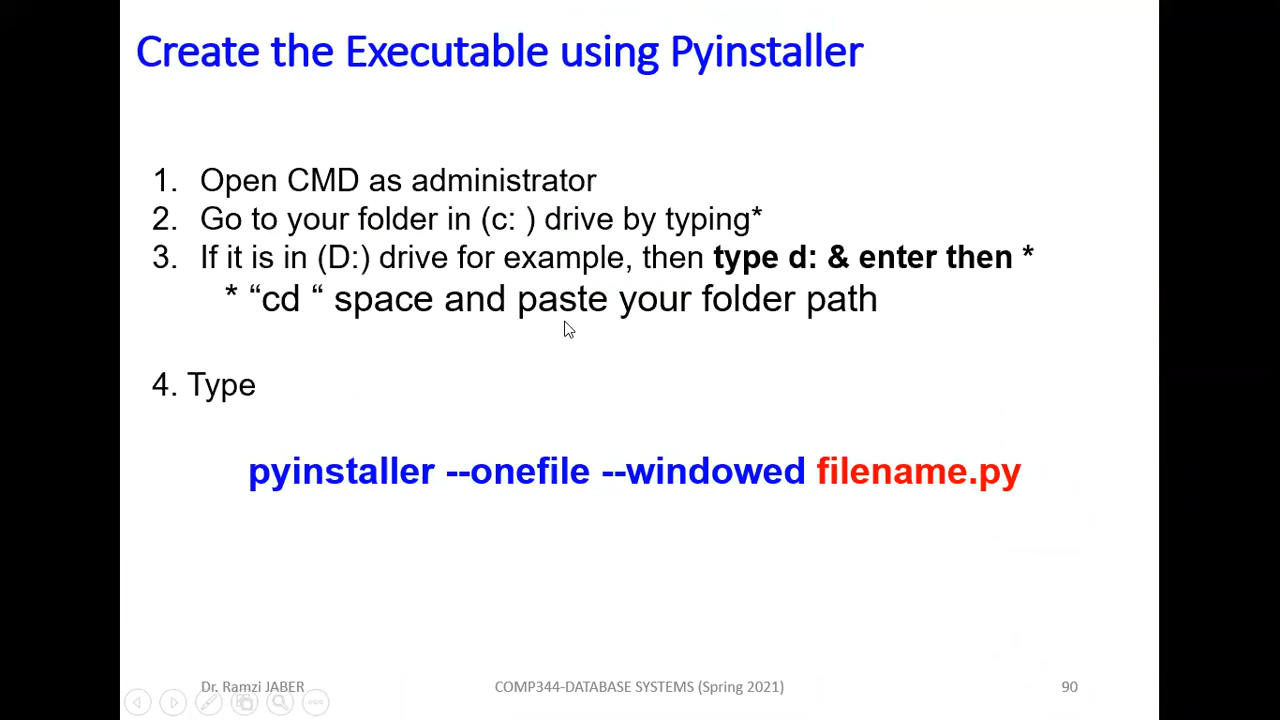 Create the Executable using Pyinstaller
1. Open CMD as administrator
2. Go to your folder in (c: ) drive by typing*
3. If it is in (D:) drive for example, then type d: & enter then *
* “cd “ space and paste your folder path
4. Type
pyinstaller --onefile --windowed filename.py
Dr. Ramzi JABER
COMP344-DATABASE SYSTEMS (Spring 2021)
90